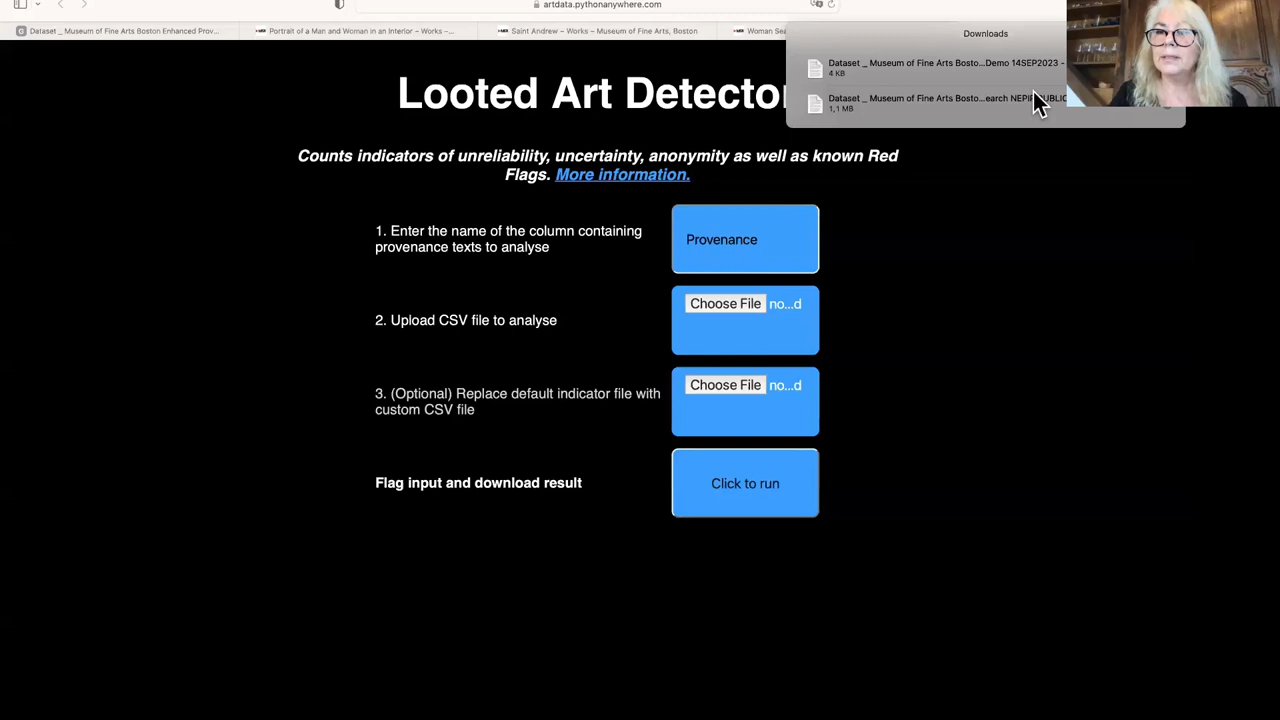 artdata.pythonanywhere.com
Dataset _ Museum of Fine Arts Boston Enhanced Prov...
Portrait of a Man and Woman in an Interior – Works –...
Saint Andrew – Works – Museum of Fine Arts, Boston
Woman Sea
Downloads
Dataset _ Museum of Fine Arts Bosto...Demo 14SEP2023 -
4 KB
Dataset _ Museum of Fine Arts Bosto...earch
1,1 MB
Looted Art Detector
Counts indicators of unreliability, uncertainty, anonymity as well as known Red
Flags. More information.
1. Enter the name of the column containing
provenance texts to analyse
Provenance
2. Upload CSV file to analyse
Choose File no...d
3. (Optional) Replace default indicator file with
custom CSV file
Choose File no...d
Flag input and download result
Click to run